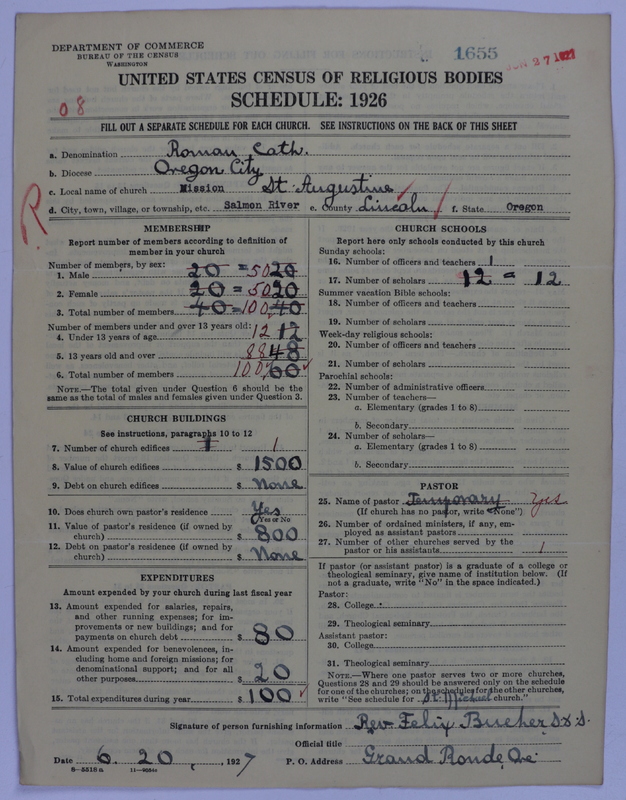 DEPARTMENT OF COMMERCE
BUREAU OF THE CENSUS
WASHINGTON
1655
JUN 27 1927
UNITED STATES CENSUS OF RELIGIOUS BODIES
SCHEDULE: 1926
08
FILL OUT A SEPARATE SCHEDULE FOR EACH CHURCH. SEE INSTRUCTIONS ON THE BACK OF THIS SHEET
a. Denomination Roman Cath.
b. Diocese Oregon City
c. Local name of church Mission St. Augustine
d. City, town, village, or township, etc. Salmon River e. County Lincoln f. State Oregon
R
MEMBERSHIP
Report number of members according to definition of member in your church
Number of members, by sex:
1. Male 20 = 50 20
2. Female 20 = 50 20
3. Total number of members 40 = 100 40
Number of members under and over 13 years old:
4. Under 13 years of age 12 12
5. 13 years old and over 88 48
6. Total number of members 100 60
NOTE.—The total given under Question 6 should be the same as the total of males and females given under Question 3.
CHURCH BUILDINGS
See instructions, paragraphs 10 to 12
7. Number of church edifices 1 1
8. Value of church edifices $ 1500
9. Debt on church edifices $ None
10. Does church own pastor's residence Yes
(Yes or No)
11. Value of pastor's residence (if owned by church) $ 800
12. Debt on pastor's residence (if owned by church) $ None
EXPENDITURES
Amount expended by your church during last fiscal year
13. Amount expended for salaries, repairs, and other running expenses; for improvements or new buildings; and for payments on church debt $ 80
14. Amount expended for benevolences, including home and foreign missions; for denominational support; and for all other purposes $ 20
15. Total expenditures during year $ 100
CHURCH SCHOOLS
Report here only schools conducted by this church
Sunday schools:
16. Number of officers and teachers 1
17. Number of scholars 12 = 12
Summer vacation Bible schools:
18. Number of officers and teachers
19. Number of scholars
Week-day religious schools:
20. Number of officers and teachers
21. Number of scholars
Parochial schools:
22. Number of administrative officers
23. Number of teachers—
a. Elementary (grades 1 to 8)
b. Secondary
24. Number of scholars—
a. Elementary (grades 1 to 8)
b. Secondary
PASTOR
25. Name of pastor Temporary Yes
(If church has no pastor, write "None")
26. Number of ordained ministers, if any, employed as assistant pastors
27. Number of other churches served by the pastor or his assistants 1
If pastor (or assistant pastor) is a graduate of a college or theological seminary, give name of institution below. (If not a graduate, write "No" in the space indicated.)
Pastor:
28. College
29. Theological seminary
Assistant pastor:
30. College
31. Theological seminary
NOTE.—Where one pastor serves two or more churches, Questions 28 and 29 should be answered only on the schedule for one of the churches; on the schedules for the other churches, write "See schedule for St. Michael church."
Signature of person furnishing information Rev. Felix Bucher S.D.S.
Official title
Date 6. 20, 1927 P. O. Address Grand Ronde, Ore
8—5518a